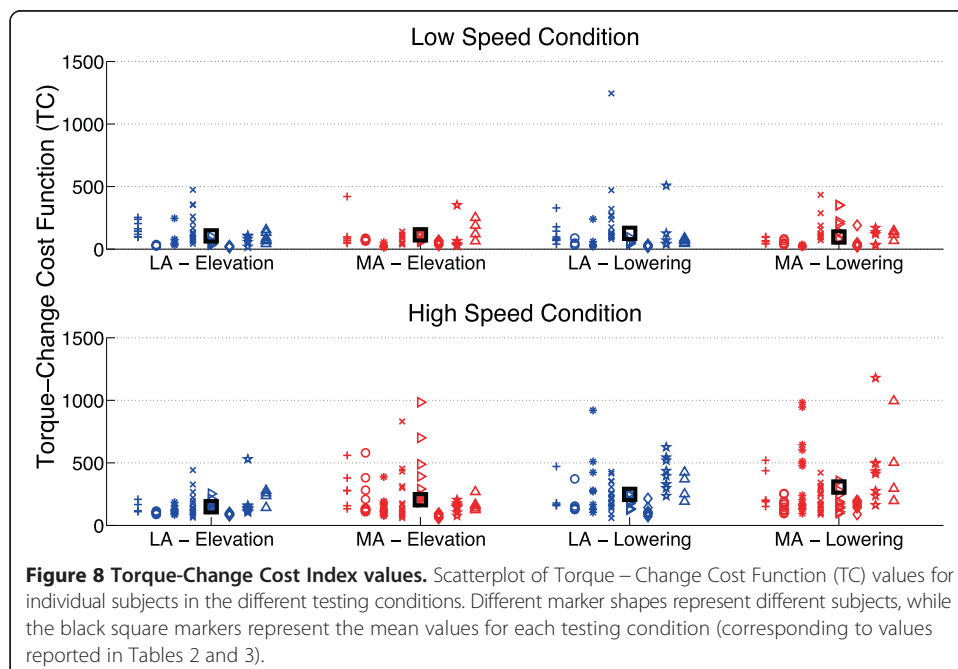 Low Speed Condition
Torque−Change Cost Function (TC)
1500
1000
500
0
LA − Elevation
MA − Elevation
LA − Lowering
MA − Lowering
High Speed Condition
1500
1000
500
0
LA − Elevation
MA − Elevation
LA − Lowering
MA − Lowering
Figure 8 Torque-Change Cost Index values. Scatterplot of Torque – Change Cost Function (TC) values for
individual subjects in the different testing conditions. Different marker shapes represent different subjects, while
the black square markers represent the mean values for each testing condition (corresponding to values
reported in Tables 2 and 3).